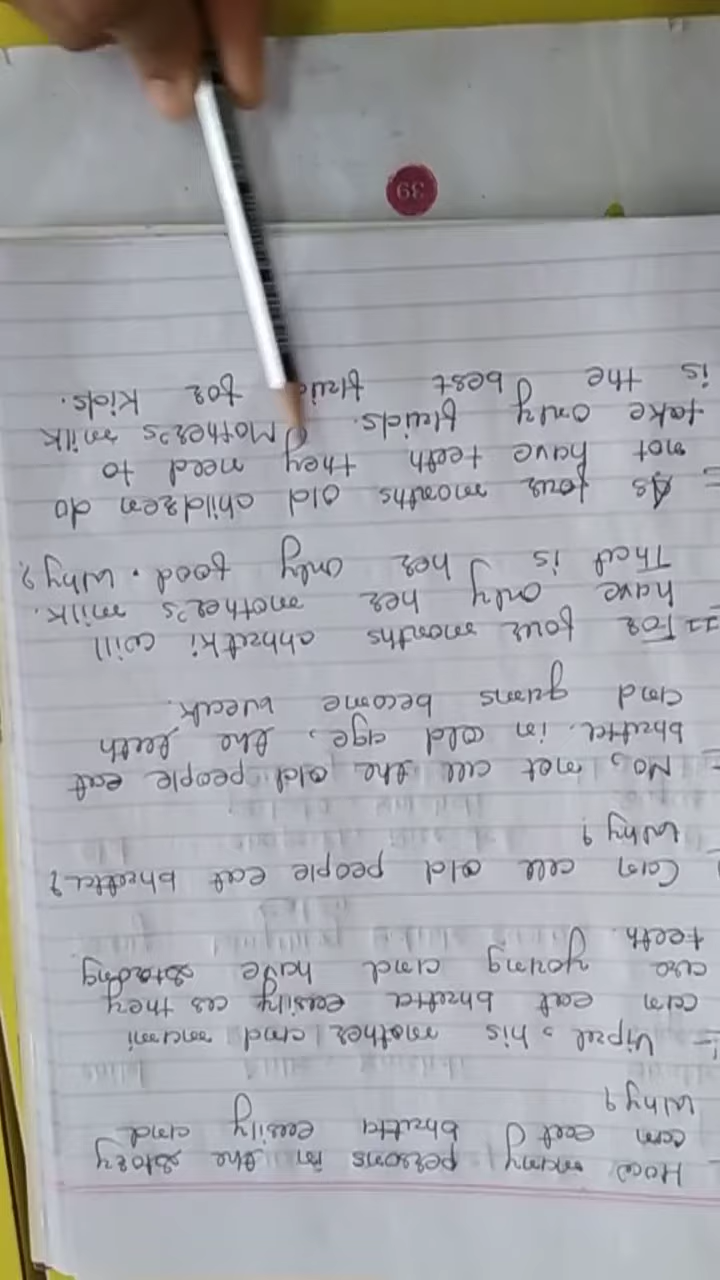 How many persons in the story
can eat bhutta easily and
Why?
Vipul, his mother and mami
can eat bhutta easily as they
are young and have strong
teeth.
Can all old people eat bhutta?
Why?
No, not all the old people eat
bhutta. in old age, the teeth
and gums become weak.
For four months chhutki will
have only her mother's milk.
That is her only food. Why?
As four months old children do
not have teeth they need to
take only fluids. Mother's milk
is the best fluid for kids.
39